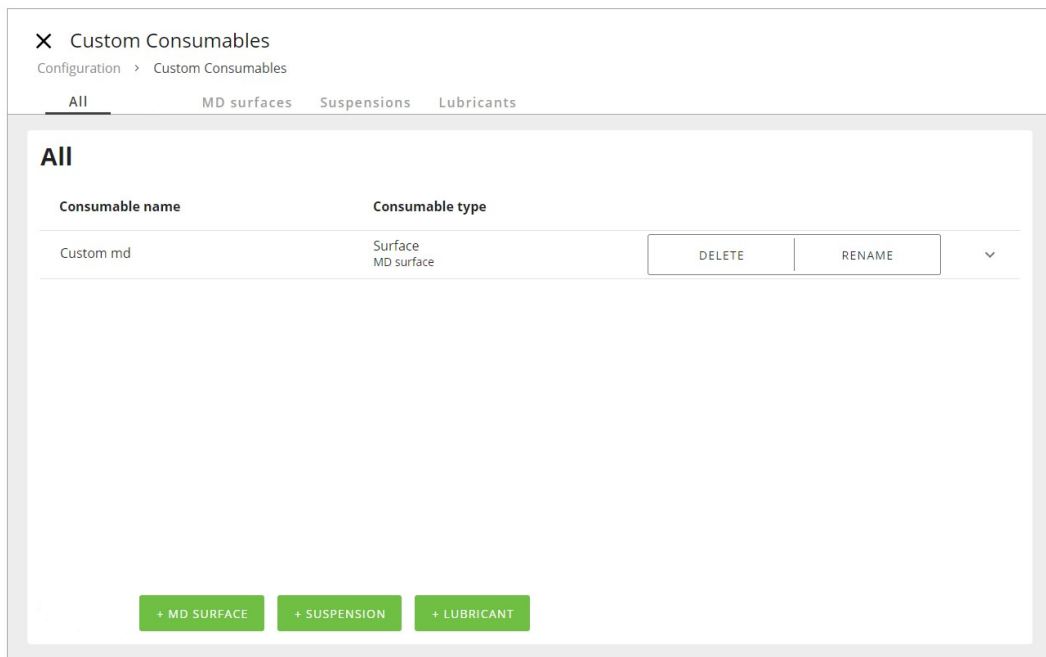 Custom Consumables
Configuration > Custom Consumables
All MD surfaces Suspensions Lubricants
All
Consumable name Consumable type
Custom md Surface DELETE RENAME
MD surface
+ MD SURFACE + SUSPENSION + LUBRICANT